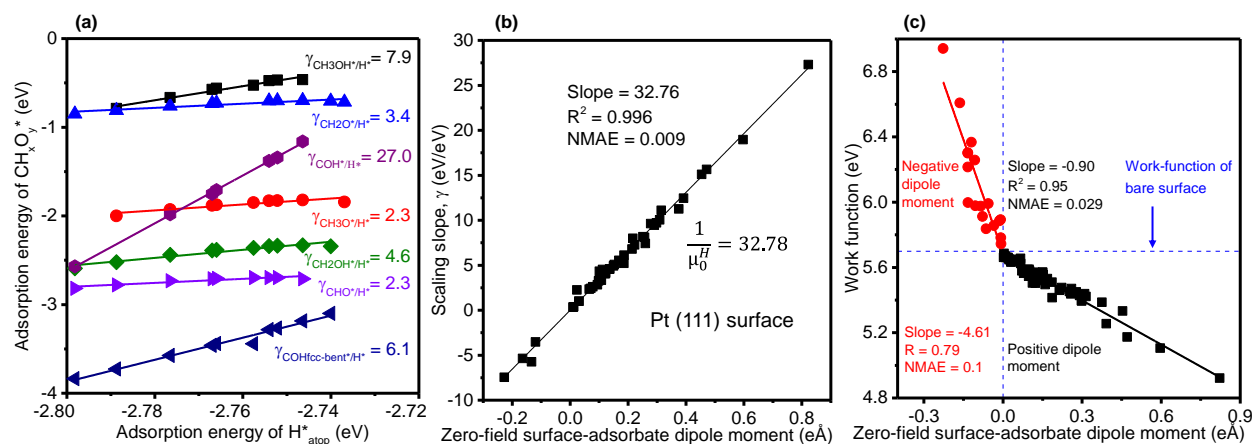 (a)
Adsorption energy of CHxOy* (eV)
0
-1
-2
-3
-4
γCH3OH*/H* = 7.9
γCH2O*/H* = 3.4
γCOH*/H* = 27.0
γCH3O*/H* = 2.3
γCH2OH*/H* = 4.6
γCHO*/H* = 2.3
γCOHfcc-bent*/H* = 6.1
-2.80 -2.78 -2.76 -2.74 -2.72
Adsorption energy of H*atop (eV)
(b)
Scaling slope, γ (eV/eV)
30
25
20
15
10
5
0
-5
-10
Slope = 32.76
R² = 0.996
NMAE = 0.009
1/μ₀ᴴ = 32.78
Pt (111) surface
-0.2 0.0 0.2 0.4 0.6 0.8
Zero-field surface-adsorbate dipole moment (eÅ)
(c)
Work function (eV)
6.8
6.4
6.0
5.6
5.2
4.8
Negative
dipole
moment
Slope = -0.90
R² = 0.95
NMAE = 0.029
Work-function of
bare surface
Slope = -4.61
R = 0.79
NMAE = 0.1
Positive dipole
moment
-0.3 0.0 0.3 0.6 0.9
Zero-field surface-adsorbate dipole moment (eÅ)